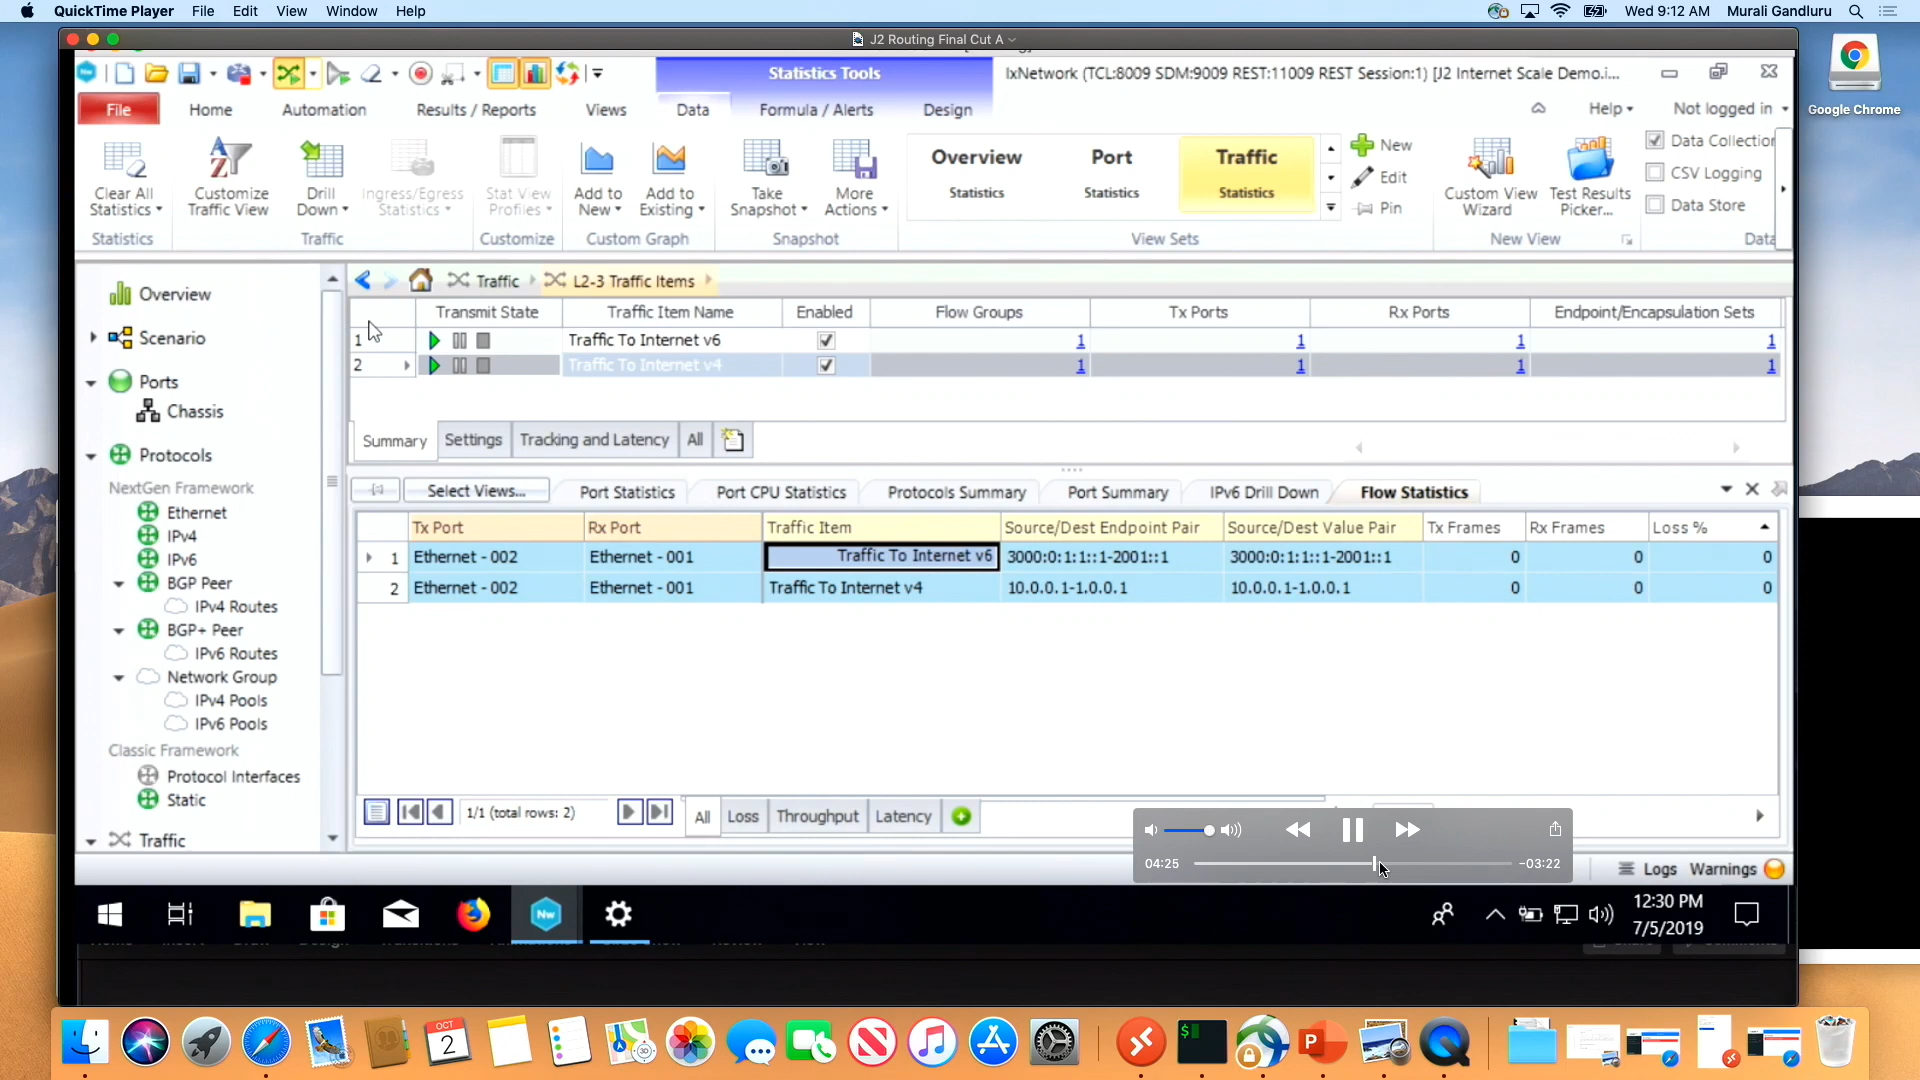 QuickTime Player File Edit View Window Help Wed 9:12 AM Murali Gandluru
J2 Routing Final Cut A
Statistics Tools IxNetwork (TCL:8009 SDM:9009 REST:11009 REST Session:1) [J2 Internet Scale Demo.i...
File Home Automation Results / Reports Views Data Formula / Alerts Design Help Not logged in
Google Chrome
Clear All Statistics
Customize Traffic View
Drill Down
Ingress/Egress Statistics
Stat View Profiles
Add to New
Add to Existing
Take Snapshot
More Actions
Overview Statistics
Port Statistics
Traffic Statistics
New
Edit
Pin
Custom View Wizard
Test Results Picker...
Data Collection
CSV Logging
Data Store
Statistics Traffic Customize Custom Graph Snapshot View Sets New View Data
Overview
Scenario
Ports
Chassis
Protocols
NextGen Framework
Ethernet
IPv4
IPv6
BGP Peer
IPv4 Routes
BGP+ Peer
IPv6 Routes
Network Group
IPv4 Pools
IPv6 Pools
Classic Framework
Protocol Interfaces
Static
Traffic
Traffic L2-3 Traffic Items
Transmit State Traffic Item Name Enabled Flow Groups Tx Ports Rx Ports Endpoint/Encapsulation Sets
1 Traffic To Internet v6 1 1 1 1
2 Traffic To Internet v4 1 1 1 1
Summary Settings Tracking and Latency All
Select Views... Port Statistics Port CPU Statistics Protocols Summary Port Summary IPv6 Drill Down Flow Statistics
Tx Port Rx Port Traffic Item Source/Dest Endpoint Pair Source/Dest Value Pair Tx Frames Rx Frames Loss %
1 Ethernet - 002 Ethernet - 001 Traffic To Internet v6 3000:0:1:1::1-2001::1 3000:0:1:1::1-2001::1 0 0 0
2 Ethernet - 002 Ethernet - 001 Traffic To Internet v4 10.0.0.1-1.0.0.1 10.0.0.1-1.0.0.1 0 0 0
1/1 (total rows: 2) All Loss Throughput Latency
04:25 -03:22
Logs Warnings
Nw
12:30 PM
7/5/2019
OCT
2
3D
$
P